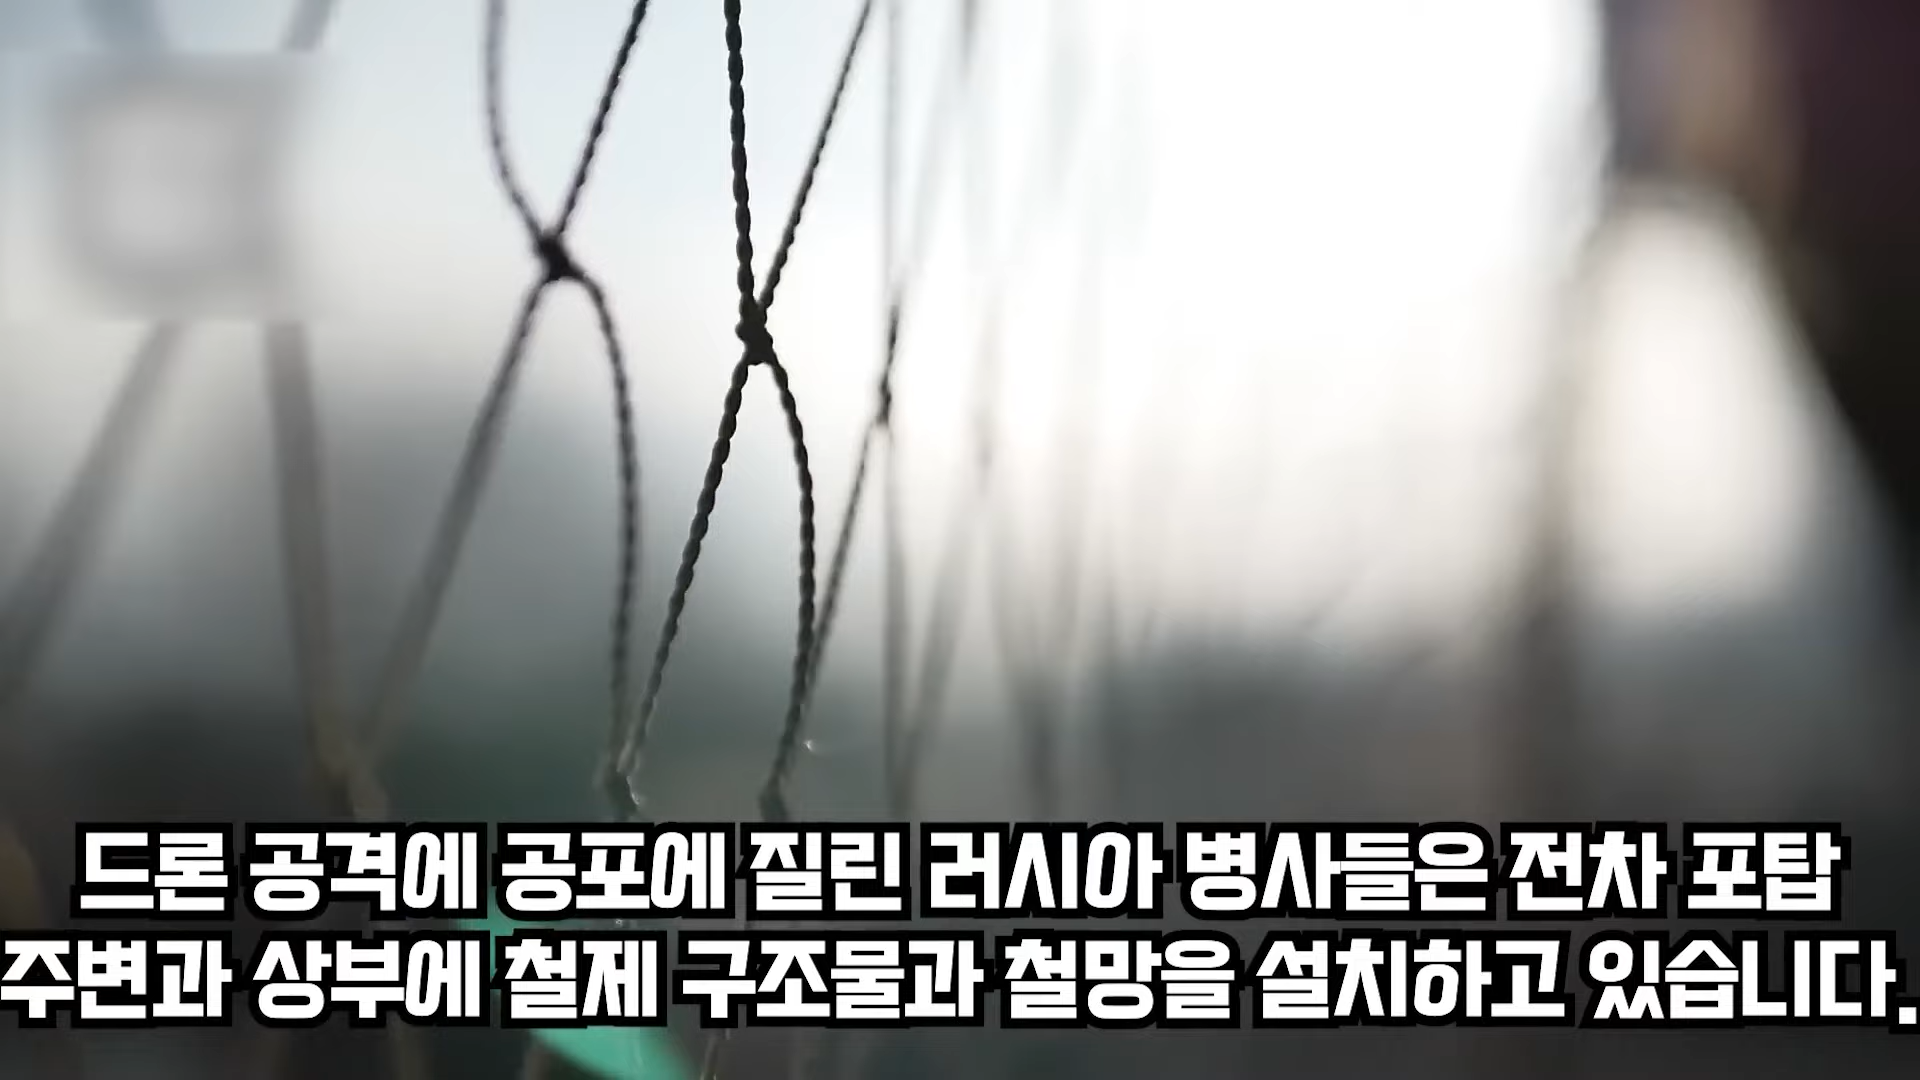 드론 공격에 공포에 질린 러시아 병사들은 전차 포탑
주변과 상부에 철제 구조물과 철망을 설치하고 있습니다.